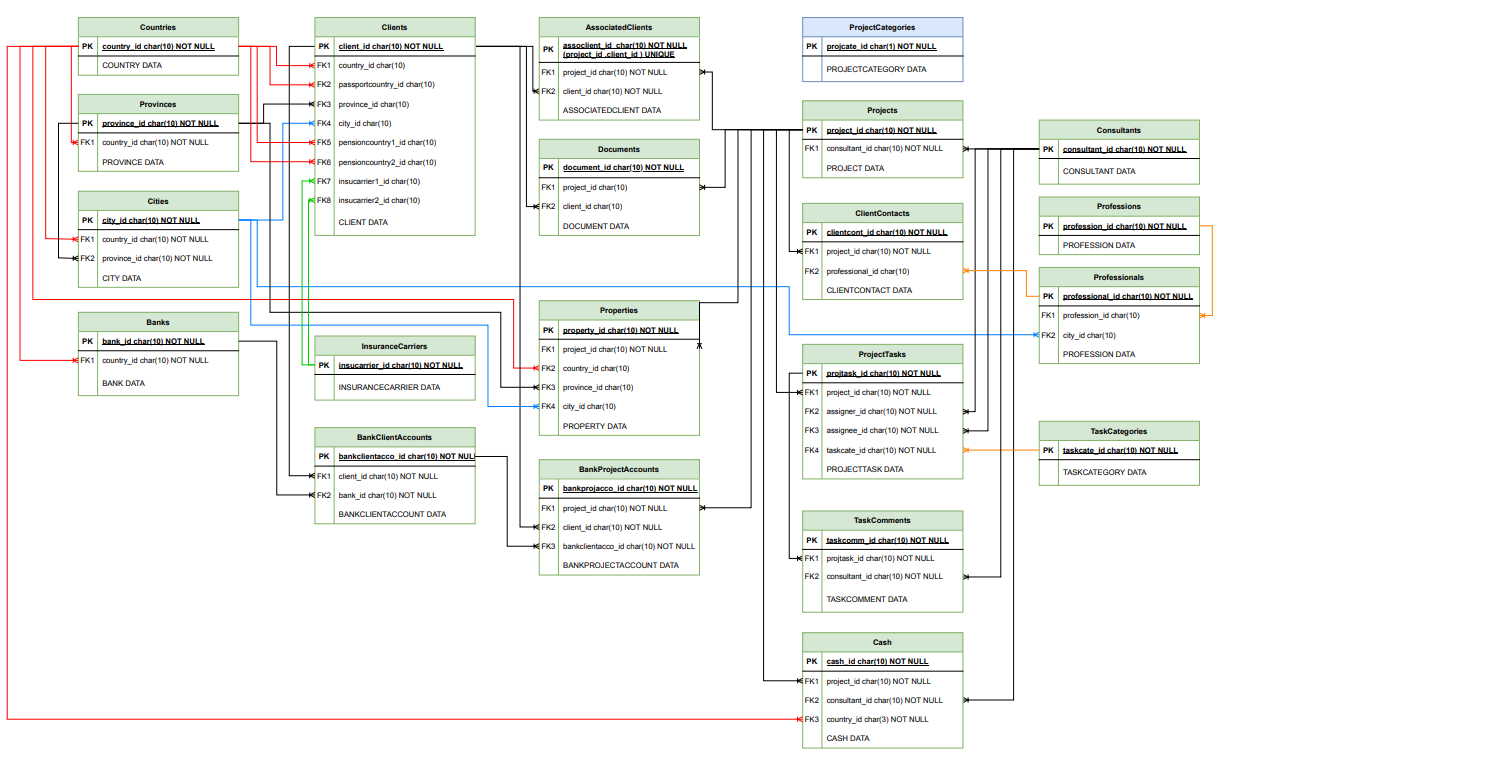 Countries
PK country_id char(10) NOT NULL
COUNTRY DATA
Provinces
PK province_id char(10) NOT NULL
FK1 country_id char(10) NOT NULL
PROVINCE DATA
Cities
PK city_id char(10) NOT NULL
FK1 country_id char(10) NOT NULL
FK2 province_id char(10) NOT NULL
CITY DATA
Banks
PK bank_id char(10) NOT NULL
FK1 country_id char(10) NOT NULL
BANK DATA
Clients
PK client_id char(10) NOT NULL
FK1 country_id char(10)
FK2 passportcountry_id char(10)
FK3 province_id char(10)
FK4 city_id char(10)
FK5 pensioncountry1_id char(10)
FK6 pensioncountry2_id char(10)
FK7 insucarrier1_id char(10)
FK8 insucarrier2_id char(10)
CLIENT DATA
InsuranceCarriers
PK insucarrier_id char(10) NOT NULL
INSURANCECARRIER DATA
BankClientAccounts
PK bankclientacco_id char(10) NOT NUL
FK1 client_id char(10) NOT NULL
FK2 bank_id char(10) NOT NULL
BANKCLIENTACCOUNT DATA
AssociatedClients
PK assoclient_id char(10) NOT NULL
(project_id ,client_id ) UNIQUE
FK1 project_id char(10) NOT NULL
FK2 client_id char(10) NOT NULL
ASSOCIATEDCLIENT DATA
Documents
PK document_id char(10) NOT NULL
FK1 project_id char(10)
FK2 client_id char(10)
DOCUMENT DATA
Properties
PK property_id char(10) NOT NULL
FK1 project_id char(10) NOT NULL
FK2 country_id char(10)
FK3 province_id char(10)
FK4 city_id char(10)
PROPERTY DATA
BankProjectAccounts
PK bankprojacco_id char(10) NOT NULL
FK1 project_id char(10) NOT NULL
FK2 client_id char(10) NOT NULL
FK3 bankclientacco_id char(10) NOT NULL
BANKPROJECTACCOUNT DATA
ProjectCategories
PK projcate_id char(1) NOT NULL
PROJECTCATEGORY DATA
Projects
PK project_id char(10) NOT NULL
FK1 consultant_id char(10) NOT NULL
PROJECT DATA
ClientContacts
PK clientcont_id char(10) NOT NULL
FK1 project_id char(10) NOT NULL
FK2 professional_id char(10)
CLIENTCONTACT DATA
ProjectTasks
PK projtask_id char(10) NOT NULL
FK1 project_id char(10) NOT NULL
FK2 assigner_id char(10) NOT NULL
FK3 assignee_id char(10) NOT NULL
FK4 taskcate_id char(10) NOT NULL
PROJECTTASK DATA
TaskComments
PK taskcomm_id char(10) NOT NULL
FK1 projtask_id char(10) NOT NULL
FK2 consultant_id char(10) NOT NULL
TASKCOMMENT DATA
Cash
PK cash_id char(10) NOT NULL
FK1 project_id char(10) NOT NULL
FK2 consultant_id char(10) NOT NULL
FK3 country_id char(3) NOT NULL
CASH DATA
Consultants
PK consultant_id char(10) NOT NULL
CONSULTANT DATA
Professions
PK profession_id char(10) NOT NULL
PROFESSION DATA
Professionals
PK professional_id char(10) NOT NULL
FK1 profession_id char(10)
FK2 city_id char(10)
PROFESSION DATA
TaskCategories
PK taskcate_id char(10) NOT NULL
TASKCATEGORY DATA